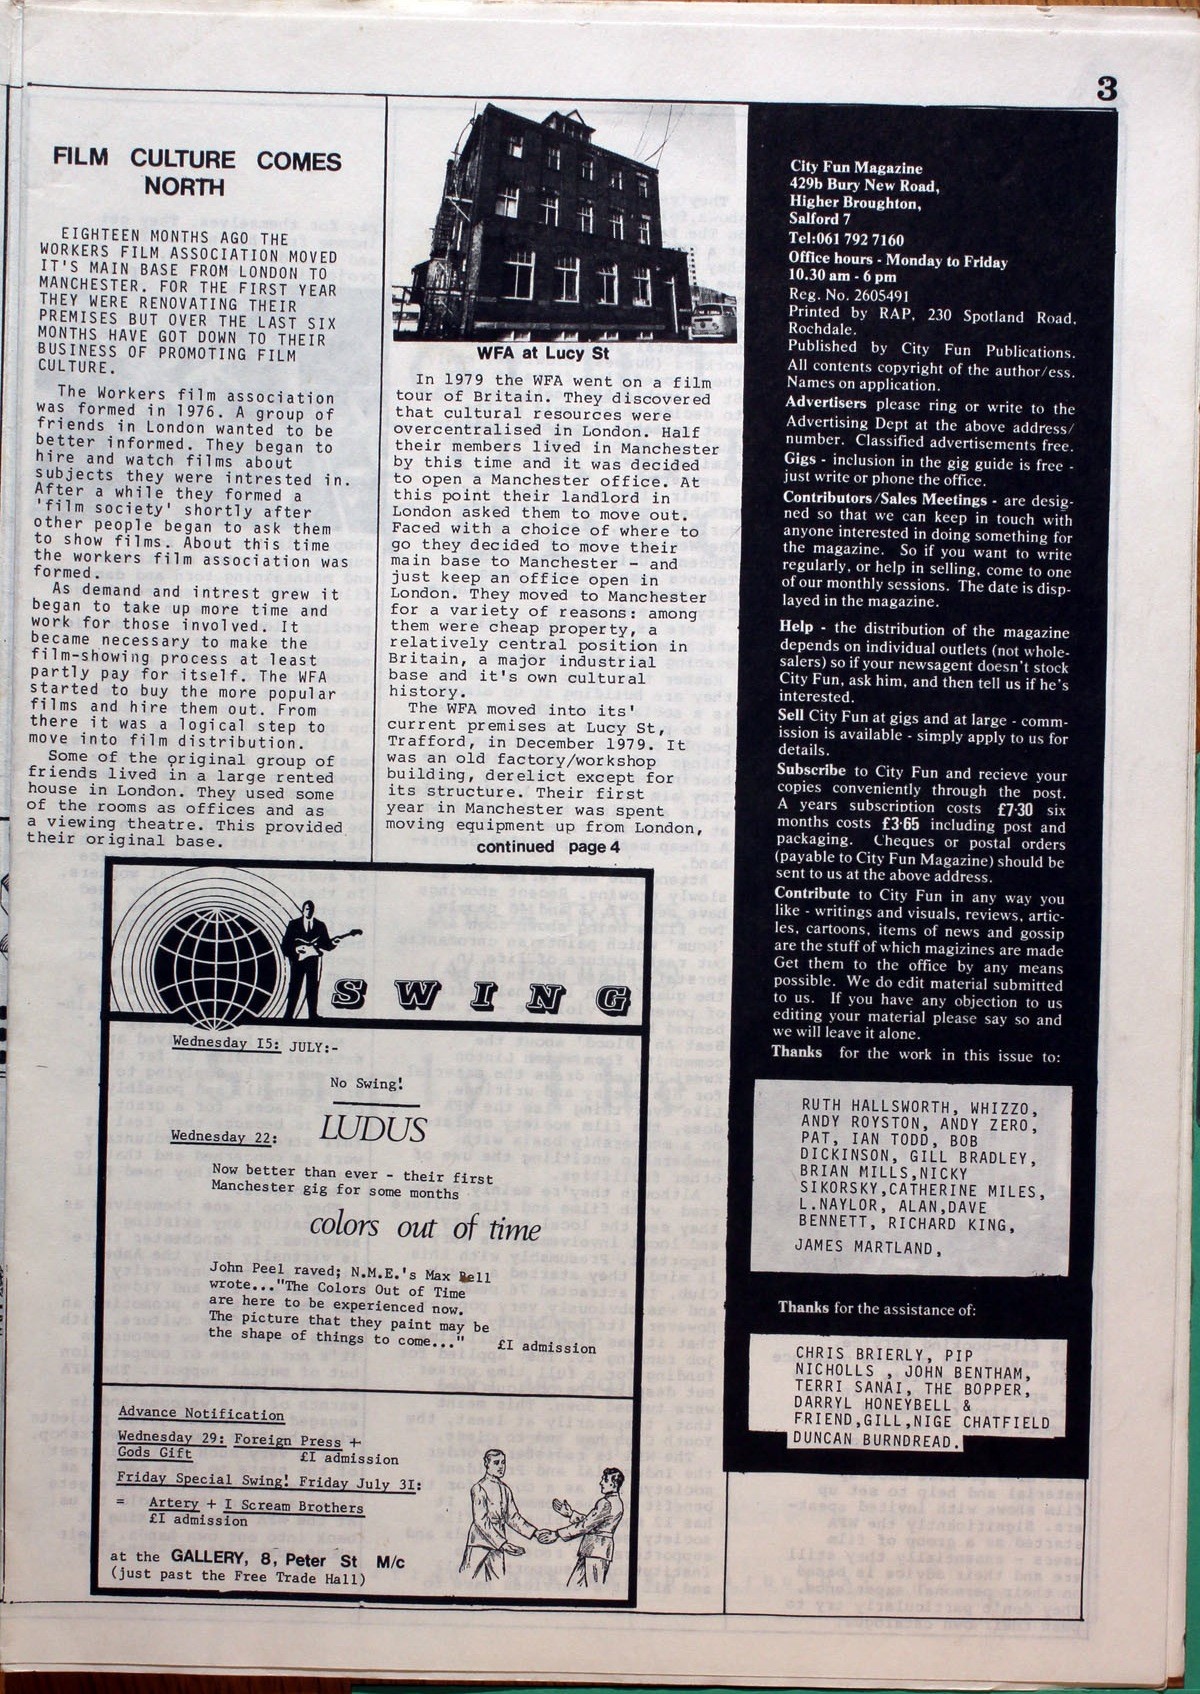 3
FILM CULTURE COMES
NORTH
EIGHTEEN MONTHS AGO THE
WORKERS FILM ASSOCIATION MOVED
IT'S MAIN BASE FROM LONDON TO
MANCHESTER. FOR THE FIRST YEAR
THEY WERE RENOVATING THEIR
PREMISES BUT OVER THE LAST SIX
MONTHS HAVE GOT DOWN TO THEIR
BUSINESS OF PROMOTING FILM
CULTURE.
The Workers film association
was formed in 1976. A group of
friends in London wanted to be
better informed. They began to
hire and watch films about
subjects they were intrested in.
After a while they formed a
'film society' shortly after
other people began to ask them
to show films. About this time
the workers film association was
formed.
As demand and intrest grew it
began to take up more time and
work for those involved. It
became necessary to make the
film-showing process at least
partly pay for itself. The WFA
started to buy the more popular
films and hire them out. From
there it was a logical step to
move into film distribution.
Some of the original group of
friends lived in a large rented
house in London. They used some
of the rooms as offices and as
a viewing theatre. This provided
their original base.
WFA at Lucy St
In 1979 the WFA went on a film
tour of Britain. They discovered
that cultural resources were
overcentralised in London. Half
their members lived in Manchester
by this time and it was decided
to open a Manchester office. At
this point their landlord in
London asked them to move out.
Faced with a choice of where to
go they decided to move their
main base to Manchester - and
just keep an office open in
London. They moved to Manchester
for a variety of reasons: among
them were cheap property, a
relatively central position in
Britain, a major industrial
base and it's own cultural
history.
The WFA moved into its'
current premises at Lucy St,
Trafford, in December 1979. It
was an old factory/workshop
building, derelict except for
its structure. Their first
year in Manchester was spent
moving equipment up from London,
continued page 4
SWING
Wednesday 15: JULY:-
No Swing!
Wednesday 22: LUDUS
Now better than ever - their first
Manchester gig for some months
colors out of time
John Peel raved; N.M.E.'s Max Bell
wrote..."The Colors Out of Time
are here to be experienced now.
The picture that they paint may be
the shape of things to come..." £1 admission
Advance Notification
Wednesday 29: Foreign Press +
Gods Gift £1 admission
Friday Special Swing! Friday July 31:
= Artery + I Scream Brothers
£1 admission
at the GALLERY, 8, Peter St M/c
(just past the Free Trade Hall)
City Fun Magazine
429b Bury New Road,
Higher Broughton,
Salford 7
Tel:061 792 7160
Office hours - Monday to Friday
10.30 am - 6 pm
Reg. No. 2605491
Printed by RAP, 230 Spotland Road,
Rochdale.
Published by City Fun Publications.
All contents copyright of the author/ess.
Names on application.
Advertisers please ring or write to the
Advertising Dept at the above address/
number. Classified advertisements free.
Gigs - inclusion in the gig guide is free -
just write or phone the office.
Contributors/Sales Meetings - are desig-
ned so that we can keep in touch with
anyone interested in doing something for
the magazine. So if you want to write
regularly, or help in selling, come to one
of our monthly sessions. The date is disp-
layed in the magazine.
Help - the distribution of the magazine
depends on individual outlets (not whole-
salers) so if your newsagent doesn't stock
City Fun, ask him, and then tell us if he's
interested.
Sell City Fun at gigs and at large - comm-
ission is available - simply apply to us for
details.
Subscribe to City Fun and recieve your
copies conveniently through the post.
A years subscription costs £7·30 six
months costs £3·65 including post and
packaging. Cheques or postal orders
(payable to City Fun Magazine) should be
sent to us at the above address.
Contribute to City Fun in any way you
like - writings and visuals, reviews, artic-
les, cartoons, items of news and gossip
are the stuff of which magizines are made
Get them to the office by any means
possible. We do edit material submitted
to us. If you have any objection to us
editing your material please say so and
we will leave it alone.
Thanks for the work in this issue to:
RUTH HALLSWORTH, WHIZZO,
ANDY ROYSTON, ANDY ZERO,
PAT, IAN TODD, BOB
DICKINSON, GILL BRADLEY,
BRIAN MILLS,NICKY
SIKORSKY,CATHERINE MILES,
L.NAYLOR, ALAN,DAVE
BENNETT, RICHARD KING,
JAMES MARTLAND,
Thanks for the assistance of:
CHRIS BRIERLY, PIP
NICHOLLS , JOHN BENTHAM,
TERRI SANAI, THE BOPPER,
DARRYL HONEYBELL &
FRIEND,GILL,NIGE CHATFIELD
DUNCAN BURNDREAD.